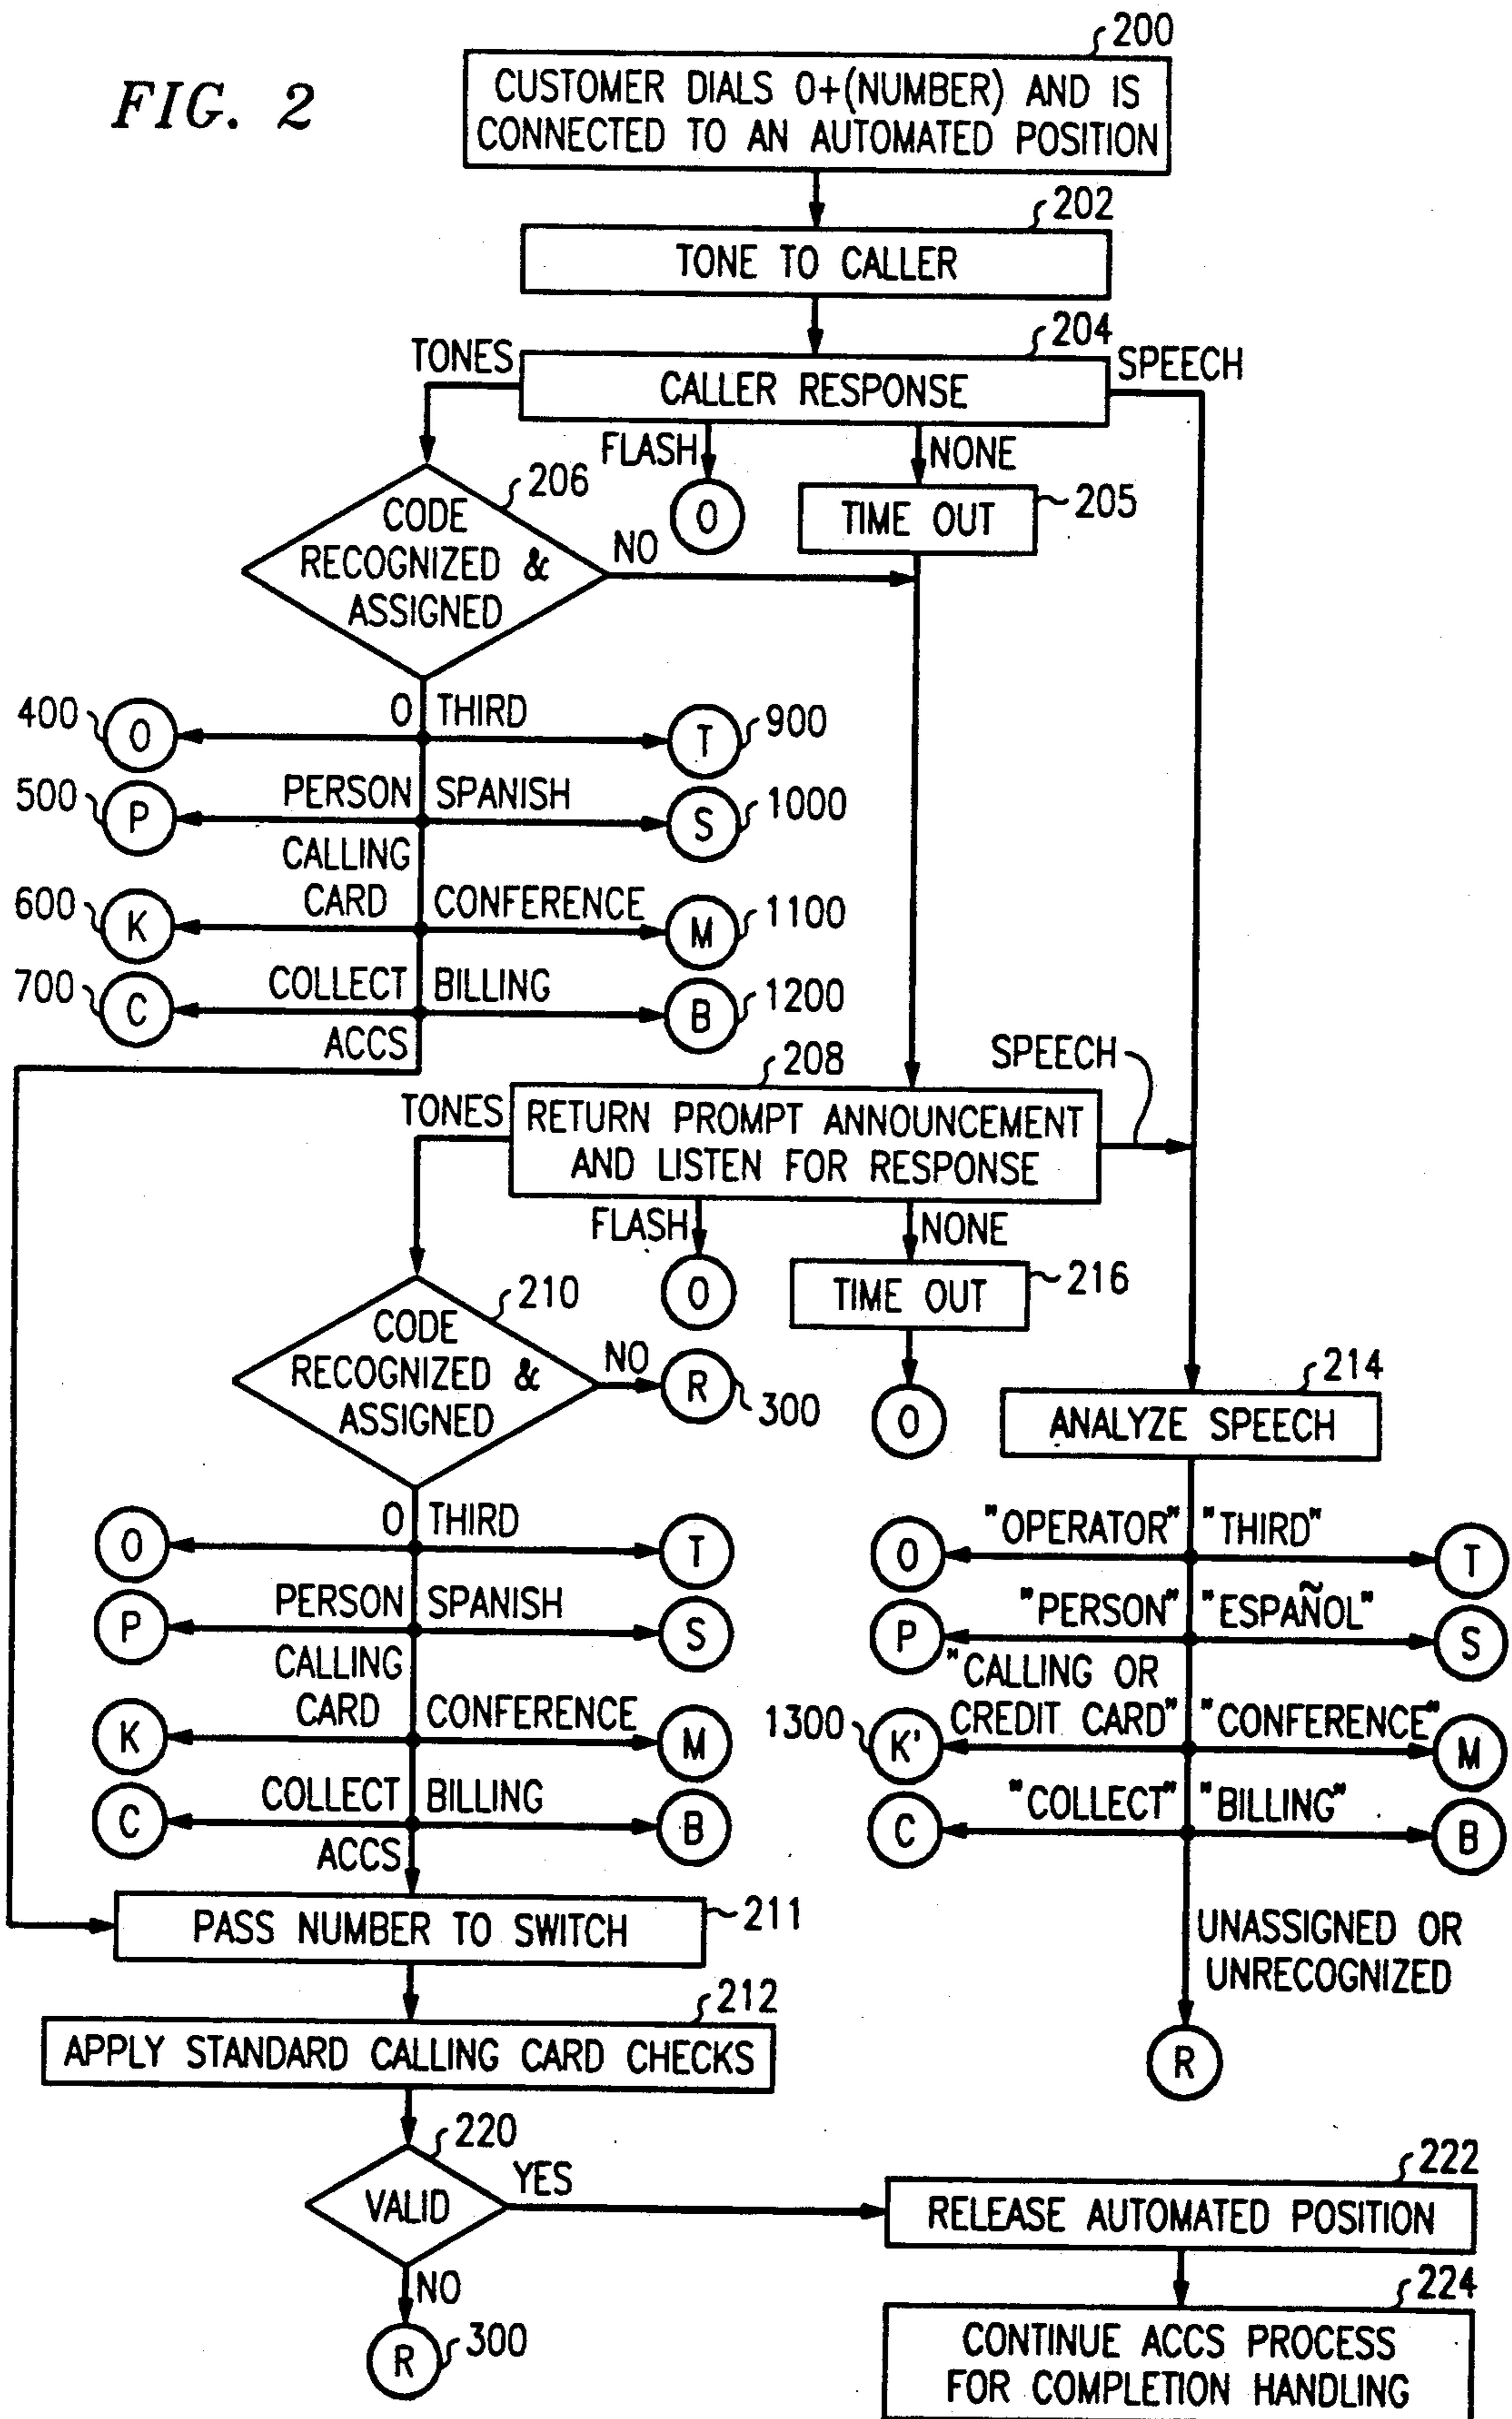 FIG. 2
200
CUSTOMER DIALS 0+(NUMBER) AND IS
CONNECTED TO AN AUTOMATED POSITION
202
TONE TO CALLER
204
TONES
CALLER RESPONSE
SPEECH
FLASH
NONE
206
CODE
RECOGNIZED &
ASSIGNED
O
TIME OUT
205
NO
400
O
O
THIRD
T
900
500
P
PERSON
SPANISH
S
1000
CALLING
CARD
600
K
CONFERENCE
M
1100
700
C
COLLECT
BILLING
B
1200
ACCS
208
SPEECH
TONES
RETURN PROMPT ANNOUNCEMENT
AND LISTEN FOR RESPONSE
FLASH
NONE
210
CODE
RECOGNIZED &
ASSIGNED
O
TIME OUT
216
NO
R
300
O
214
ANALYZE SPEECH
O
O
THIRD
T
P
PERSON
SPANISH
S
CALLING
CARD
K
CONFERENCE
M
C
COLLECT
BILLING
B
ACCS
O
"OPERATOR"
"THIRD"
T
P
"PERSON"
"ESPAÑOL"
S
"CALLING OR
CREDIT CARD"
1300
K'
"CONFERENCE"
M
C
"COLLECT"
"BILLING"
B
UNASSIGNED OR
UNRECOGNIZED
R
PASS NUMBER TO SWITCH
211
212
APPLY STANDARD CALLING CARD CHECKS
220
VALID
YES
NO
R
300
222
RELEASE AUTOMATED POSITION
224
CONTINUE ACCS PROCESS
FOR COMPLETION HANDLING